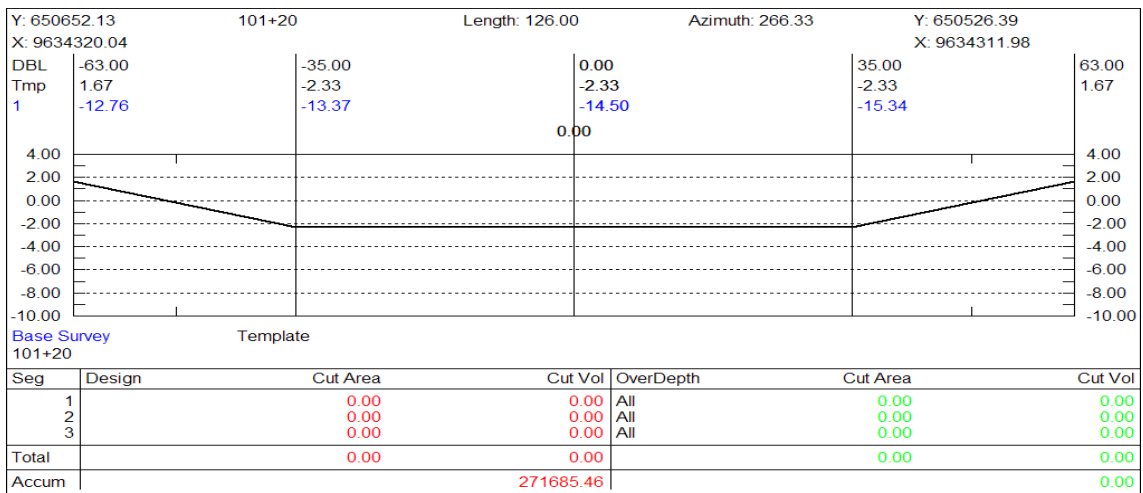 Y: 650652.13 101+20 Length: 126.00 Azimuth: 266.33 Y: 650526.39
X: 9634320.04 X: 9634311.98
DBL -63.00 -35.00 0.00 35.00 63.00
Tmp 1.67 -2.33 -2.33 -2.33 1.67
1 -12.76 -13.37 -14.50 -15.34
0.00
4.00 4.00
2.00 2.00
0.00 0.00
-2.00 -2.00
-4.00 -4.00
-6.00 -6.00
-8.00 -8.00
-10.00 -10.00
Base Survey Template
101+20
Seg Design Cut Area Cut Vol OverDepth Cut Area Cut Vol
1 0.00 0.00 All 0.00 0.00
2 0.00 0.00 All 0.00 0.00
3 0.00 0.00 All 0.00 0.00
Total 0.00 0.00 0.00 0.00
Accum 271685.46 0.00